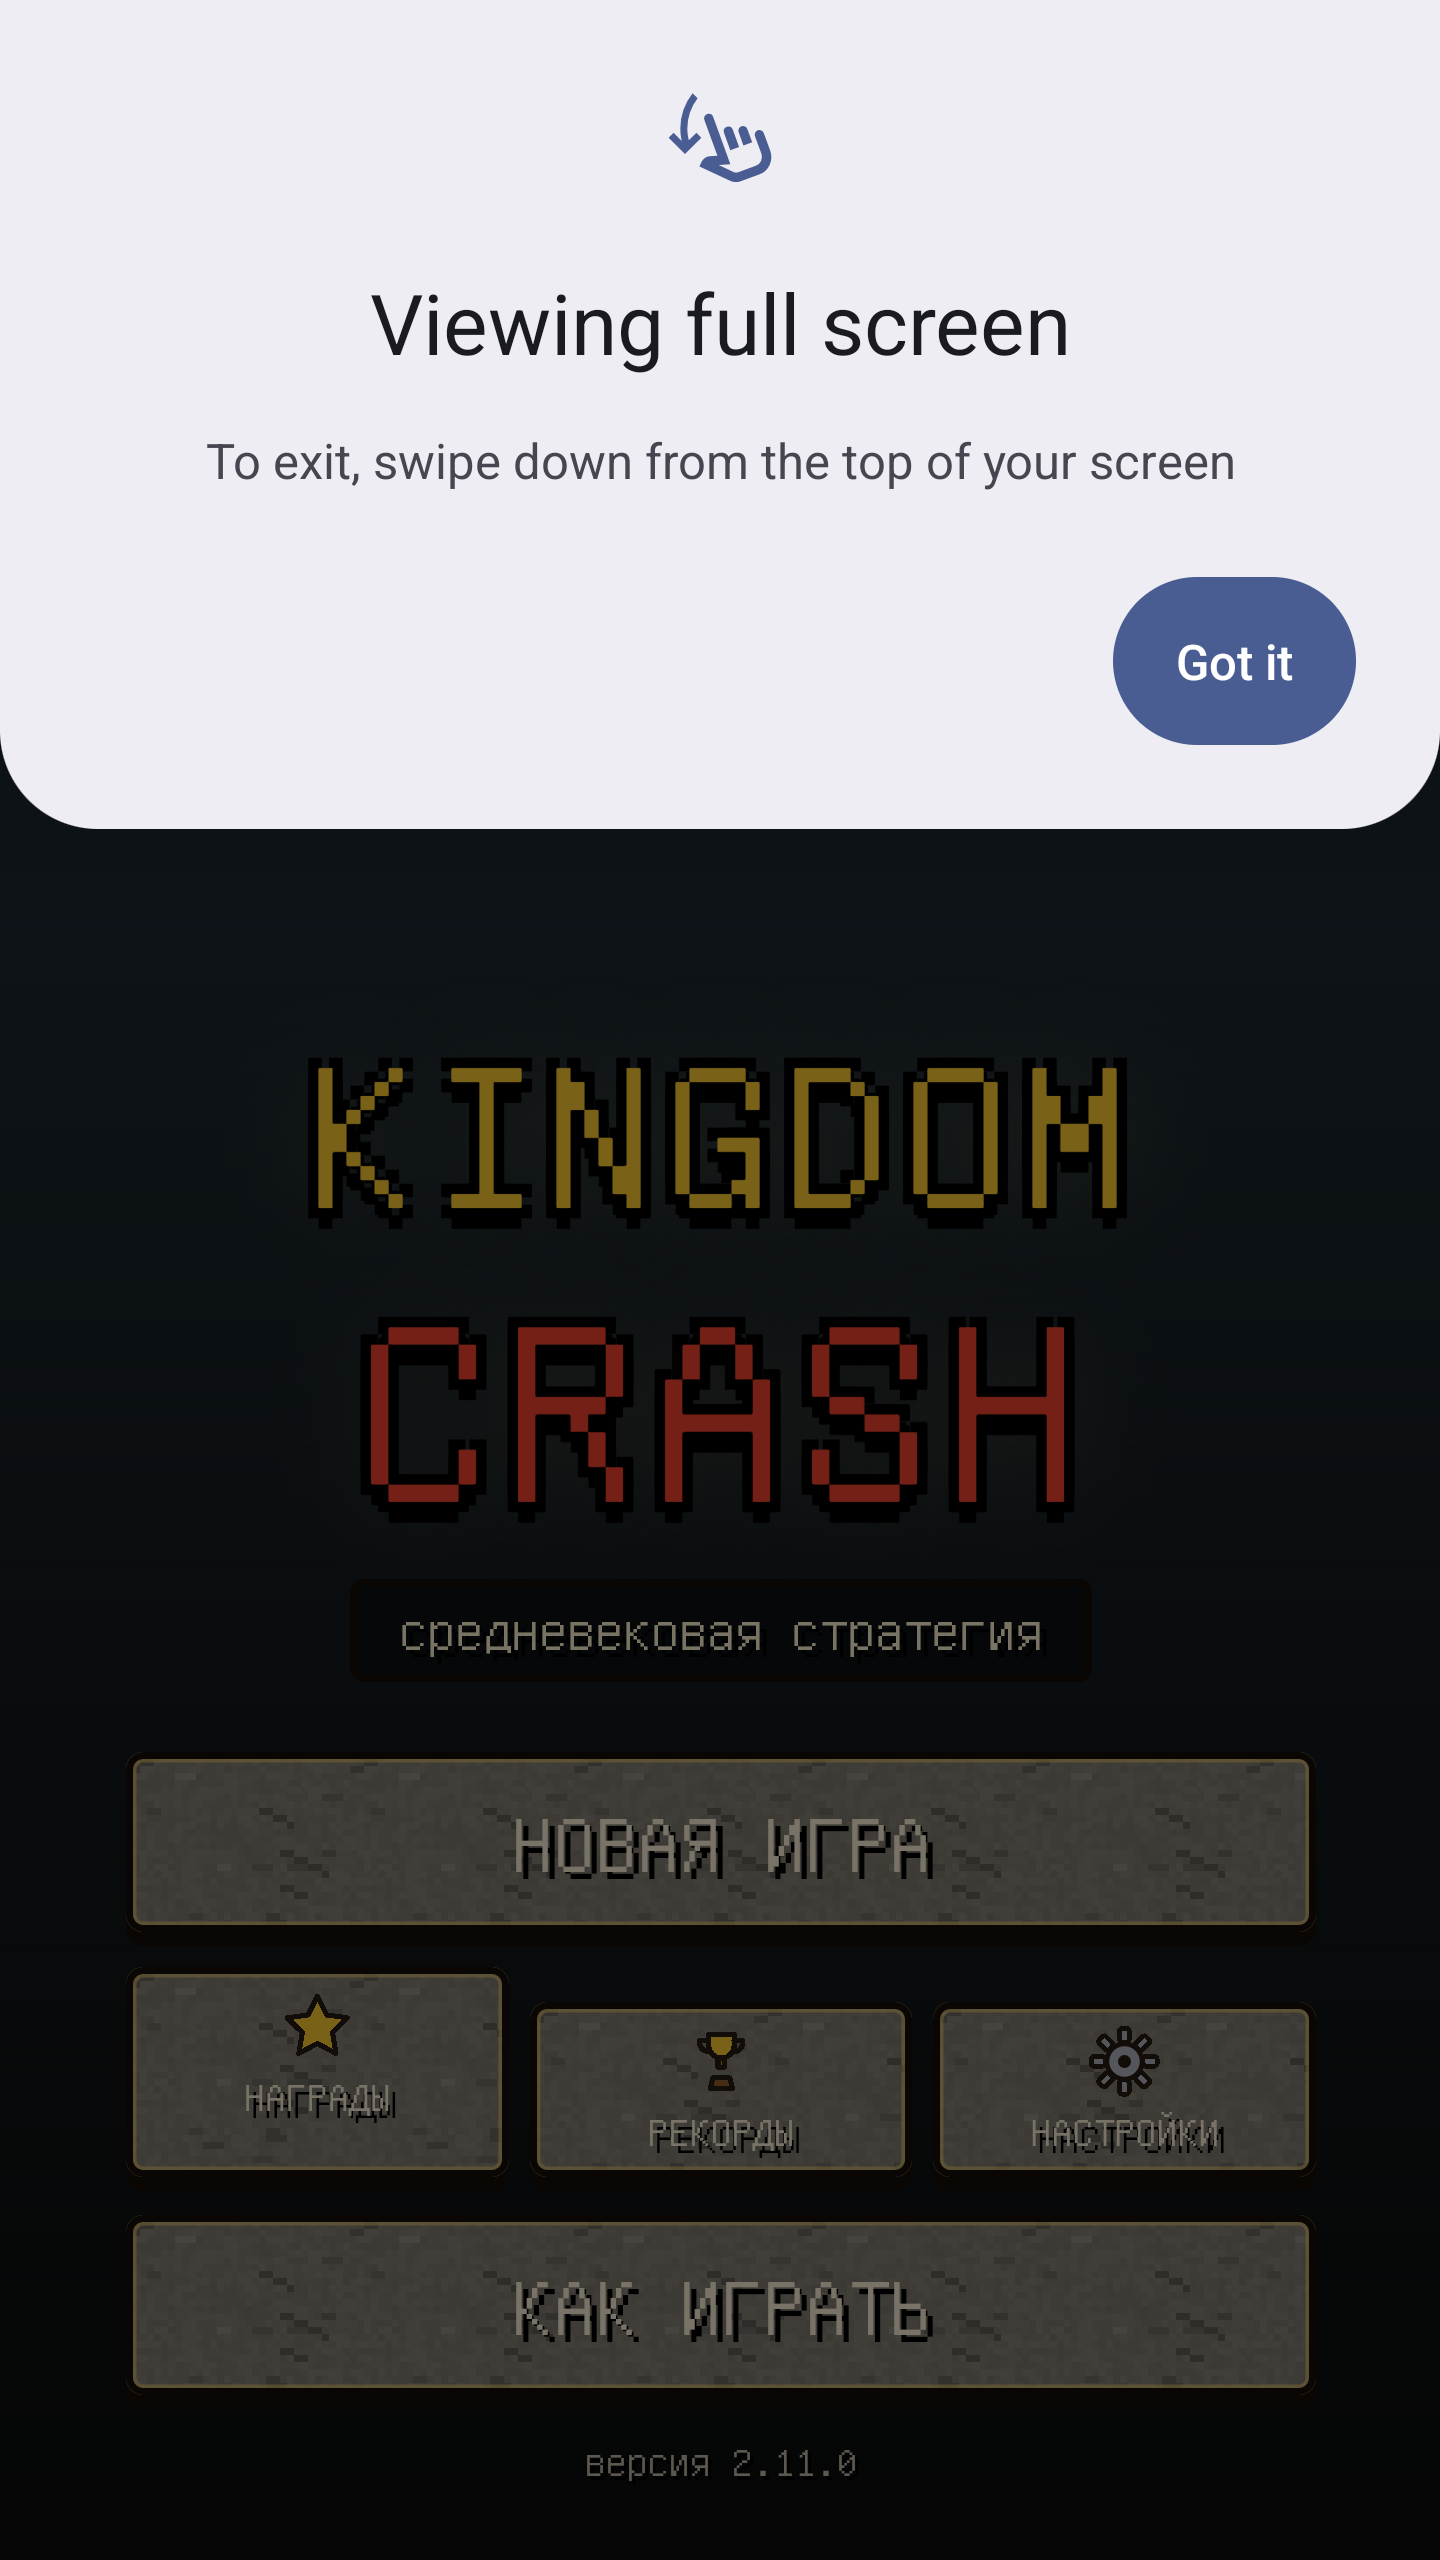 Viewing full screen
To exit, swipe down from the top of your screen
Got it
KINGDOM
CRASH
средневековая стратегия
НОВАЯ ИГРА
НАГРАДЫ
РЕКОРДЫ
НАСТРОЙКИ
КАК ИГРАТЬ
версия 2.11.0